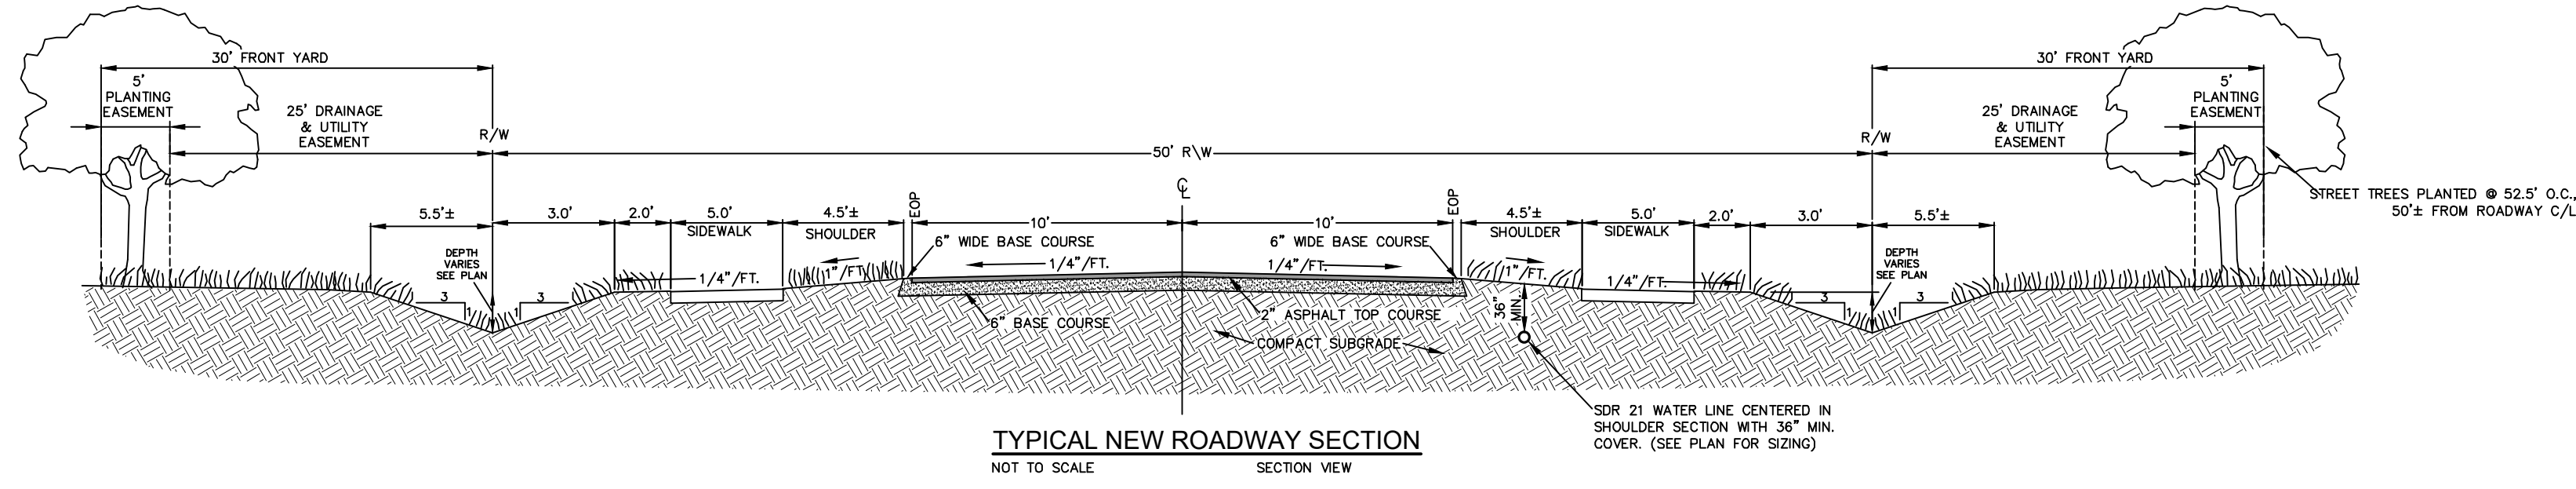 30' FRONT YARD
5'
PLANTING
EASEMENT
25' DRAINAGE
& UTILITY
EASEMENT
R/W
50' R\W
R/W
30' FRONT YARD
5'
PLANTING
EASEMENT
25' DRAINAGE
& UTILITY
EASEMENT
STREET TREES PLANTED @ 52.5' O.C.,
50'± FROM ROADWAY C/L
5.5'±
3.0'
2.0'
5.0'
SIDEWALK
4.5'±
SHOULDER
EOP
10'
CL
10'
EOP
4.5'±
SHOULDER
5.0'
SIDEWALK
2.0'
3.0'
5.5'±
DEPTH
VARIES
SEE PLAN
1/4"/FT.
1"/FT.
6" WIDE BASE COURSE
1/4"/FT.
6" WIDE BASE COURSE
1/4"/FT.
1"/FT.
1/4"/FT.
DEPTH
VARIES
SEE PLAN
3
1
3
1
3
1
3
1
6" BASE COURSE
2" ASPHALT TOP COURSE
COMPACT SUBGRADE
36"
MIN.
SDR 21 WATER LINE CENTERED IN
SHOULDER SECTION WITH 36" MIN.
COVER. (SEE PLAN FOR SIZING)
TYPICAL NEW ROADWAY SECTION
NOT TO SCALE
SECTION VIEW